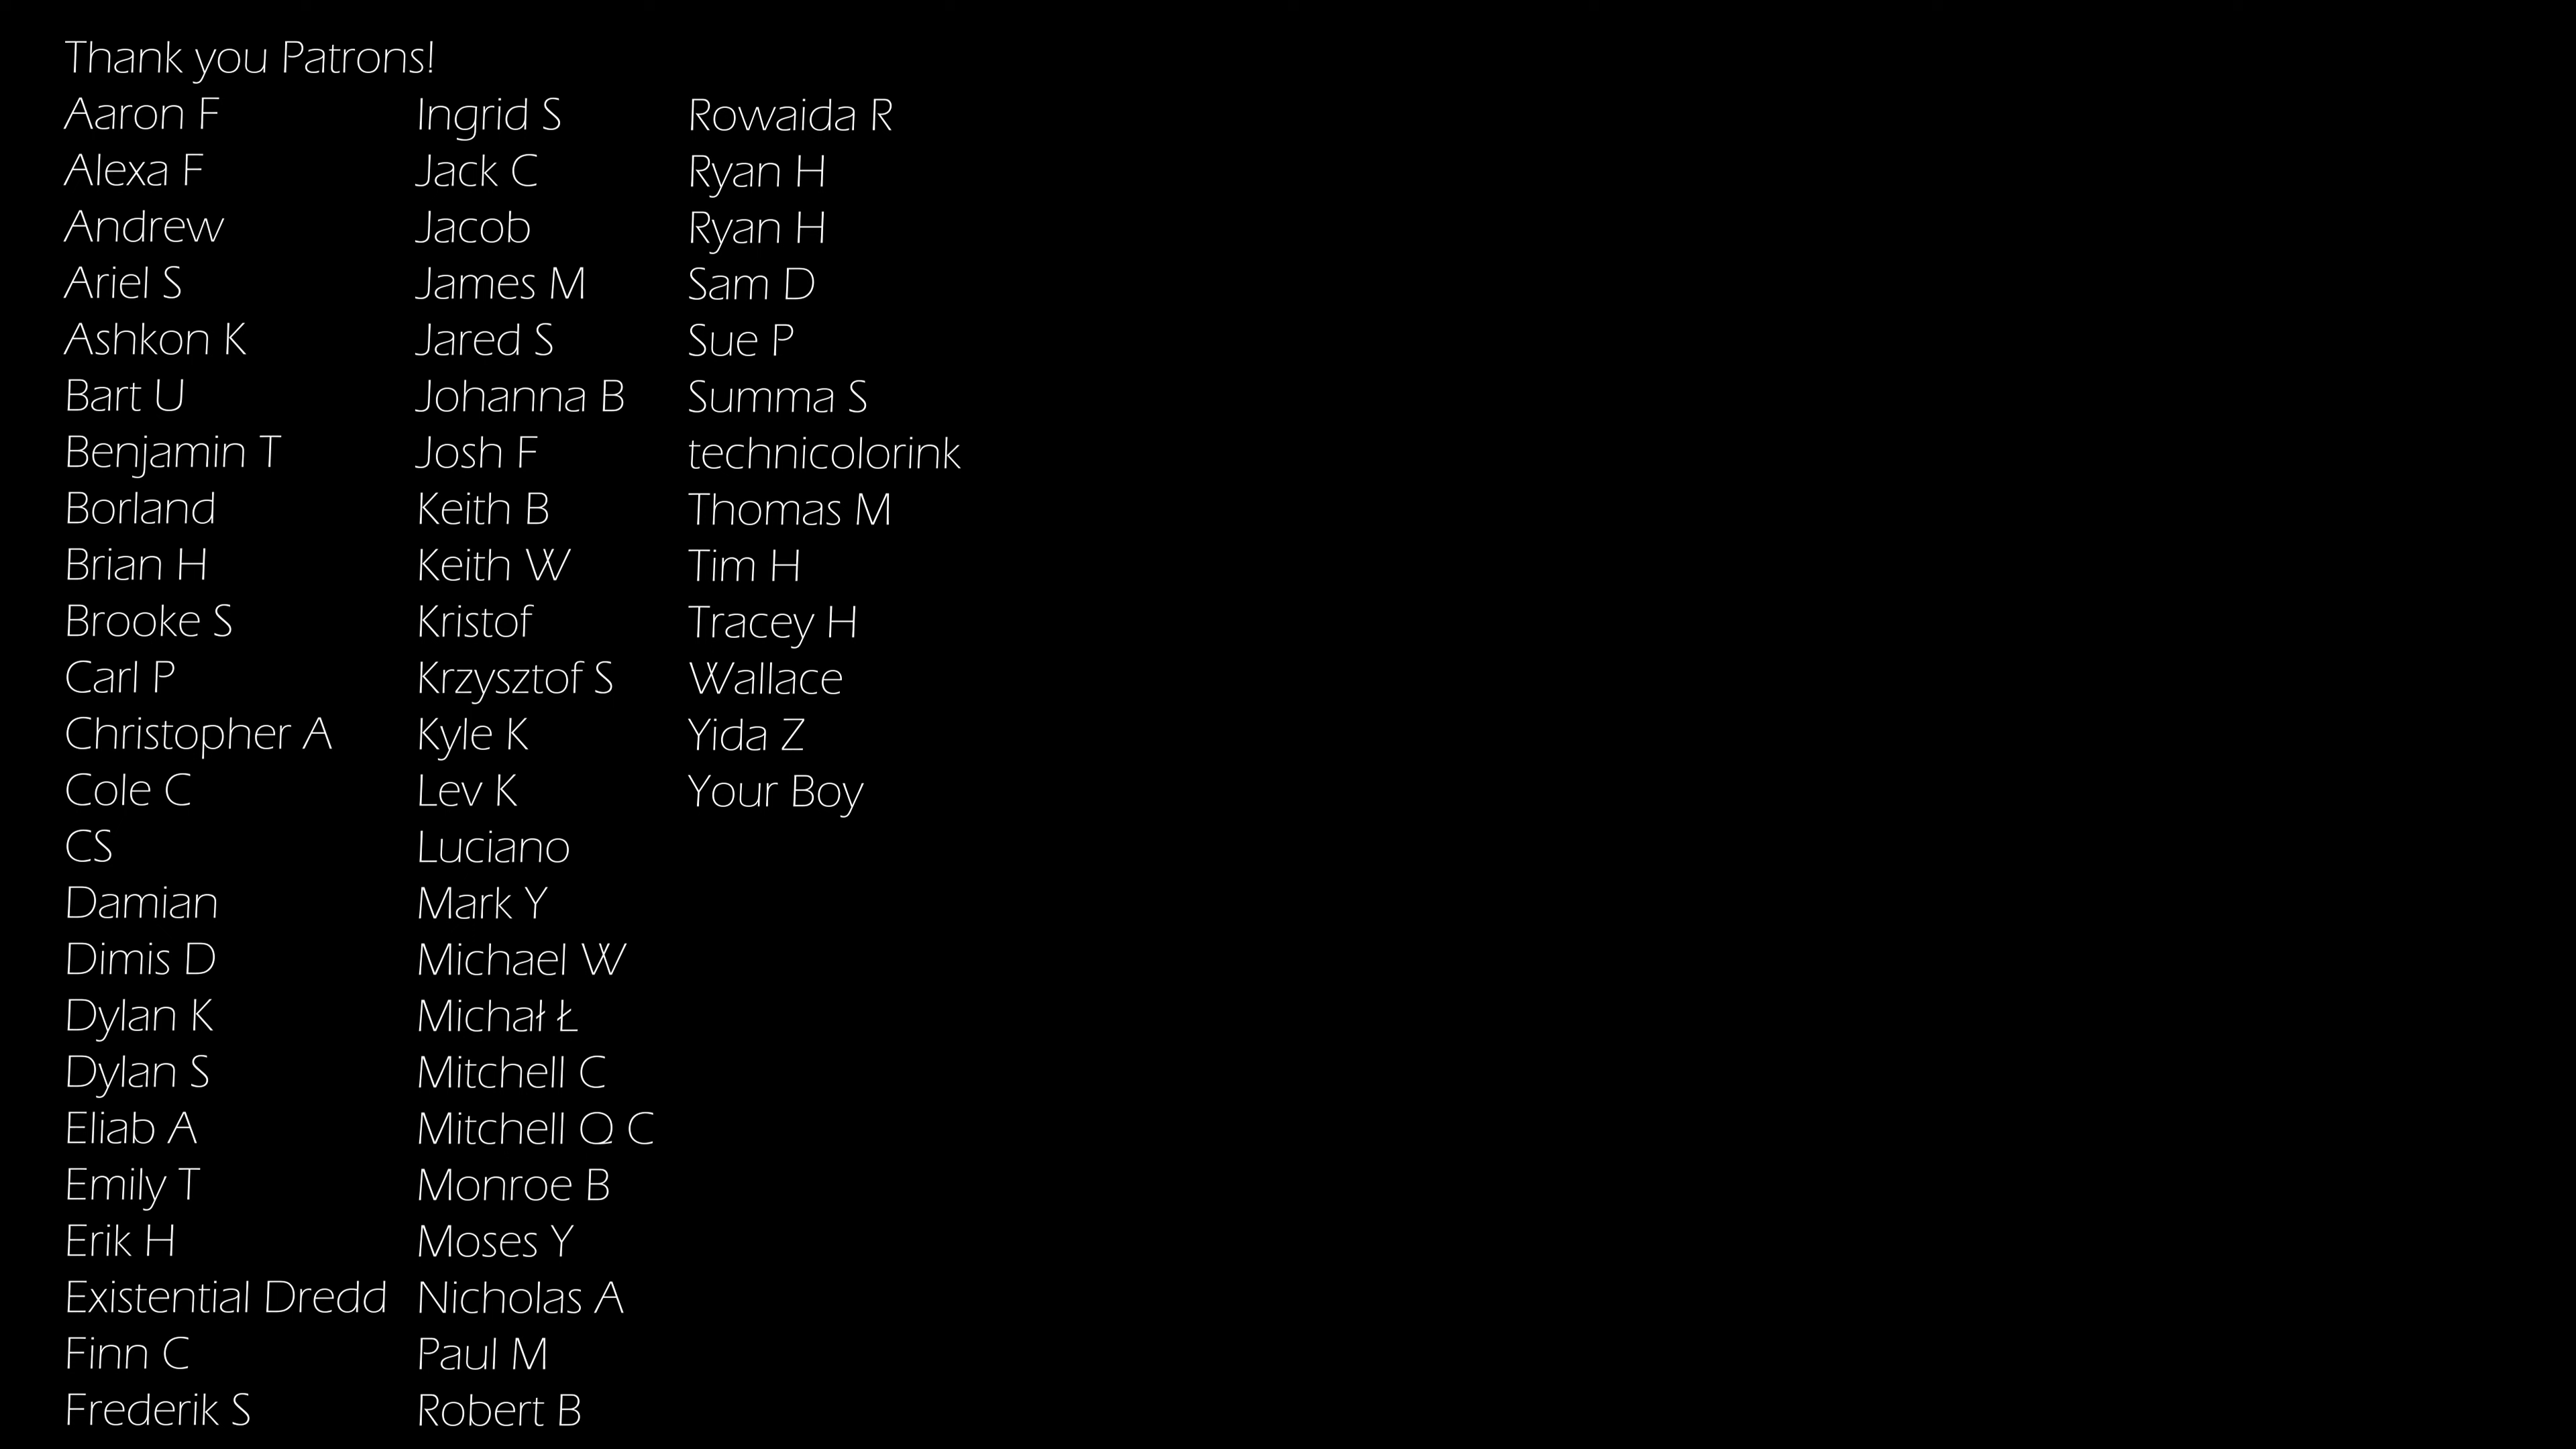 Thank you Patrons!
Aaron F
Alexa F
Andrew
Ariel S
Ashkon K
Bart U
Benjamin T
Borland
Brian H
Brooke S
Carl P
Christopher A
Cole C
CS
Damian
Dimis D
Dylan K
Dylan S
Eliab A
Emily T
Erik H
Existential Dredd
Finn C
Frederik S
Ingrid S
Jack C
Jacob
James M
Jared S
Johanna B
Josh F
Keith B
Keith W
Kristof
Krzysztof S
Kyle K
Lev K
Luciano
Mark Y
Michael W
Michał Ł
Mitchell C
Mitchell Q C
Monroe B
Moses Y
Nicholas A
Paul M
Robert B
Rowaida R
Ryan H
Ryan H
Sam D
Sue P
Summa S
technicolorink
Thomas M
Tim H
Tracey H
Wallace
Yida Z
Your Boy